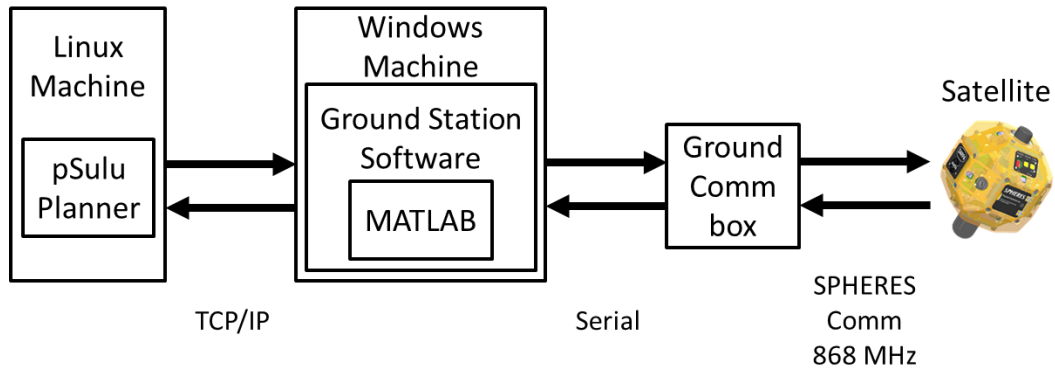 Linux
Machine
pSulu
Planner
Windows
Machine
Ground Station
Software
MATLAB
Ground
Comm
box
Satellite
SPHERES
TCP/IP
Serial
SPHERES
Comm
868 MHz